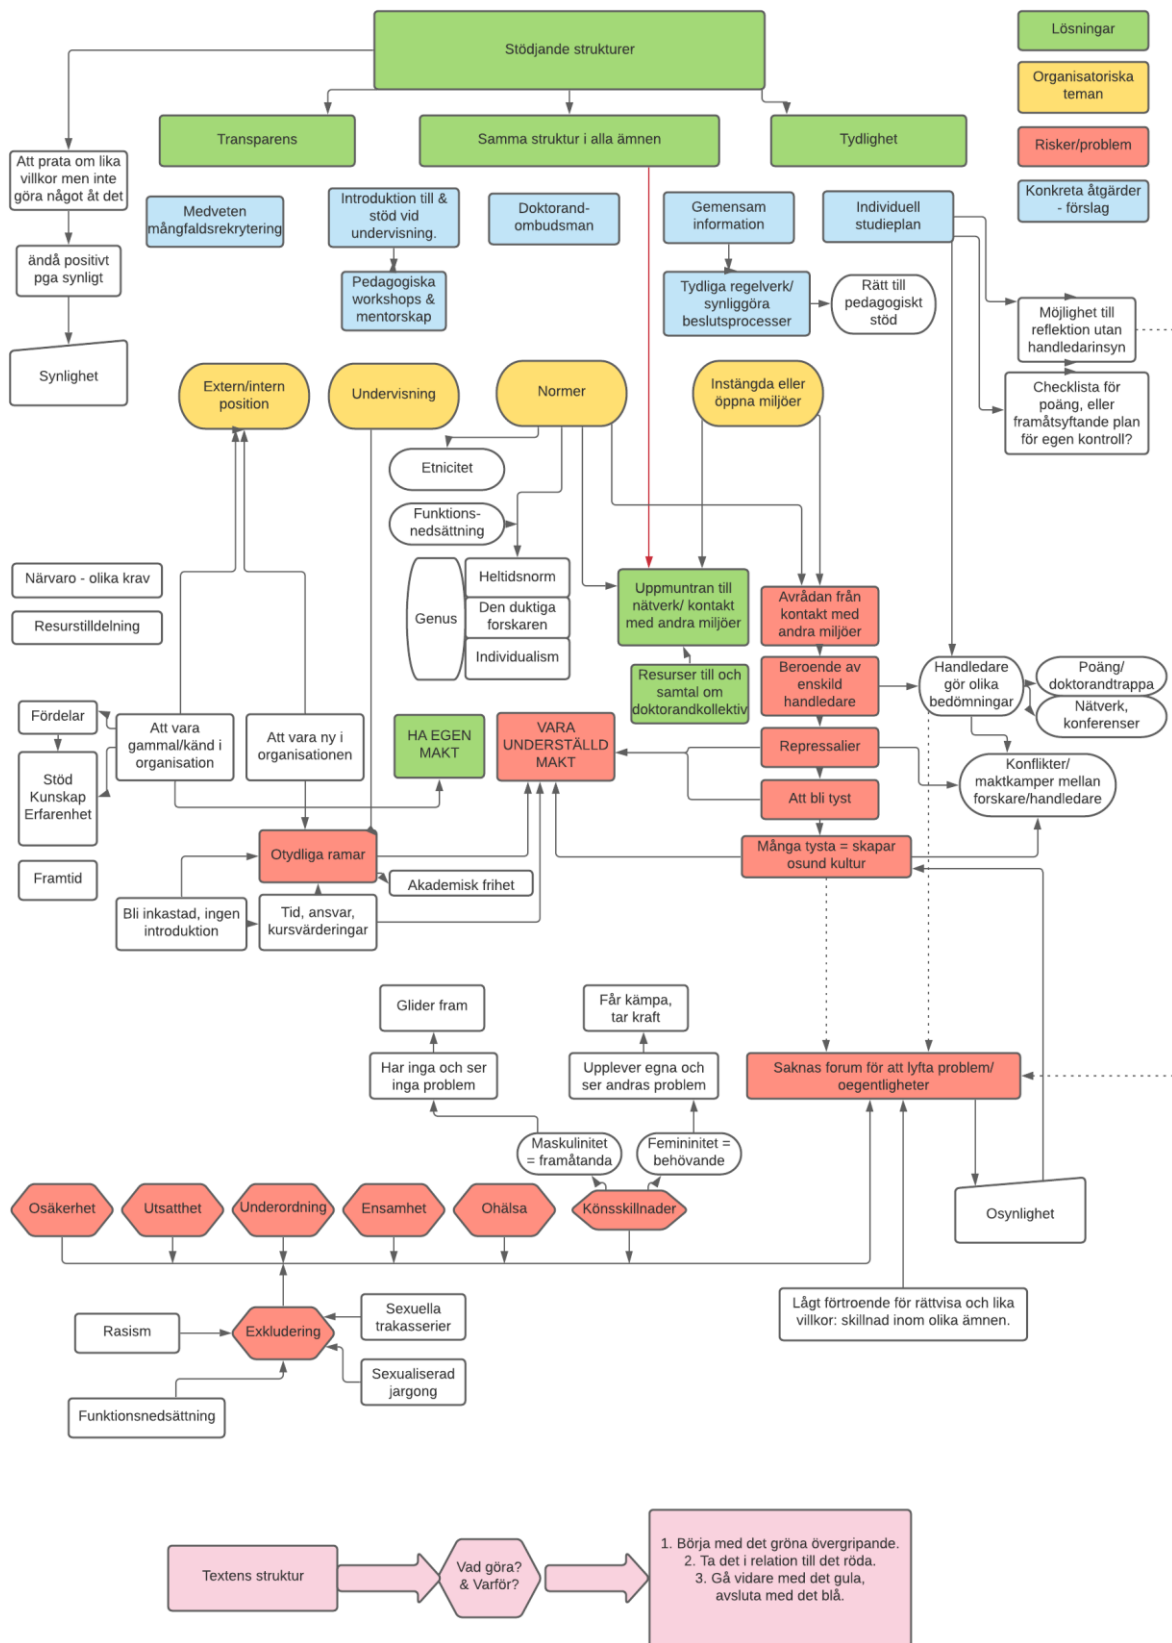 Stödjande strukturer
Lösningar
Organisatoriska
teman
Risker/problem
Konkreta åtgärder
- förslag
Transparens
Samma struktur i alla ämnen
Tydlighet
Att prata om lika
villkor men inte
göra något åt det
ändå positivt
pga synligt
Synlighet
Medveten
mångfaldsrekrytering
Introduktion till &
stöd vid
undervisning.
Pedagogiska
workshops &
mentorskap
Doktorand-
ombudsman
Gemensam
information
Tydliga regelverk/
synliggöra
beslutsprocesser
Rätt till
pedagogiskt
stöd
Individuell
studieplan
Möjlighet till
reflektion utan
handledarinsyn
Checklista för
poäng, eller
framåtsyftande plan
för egen kontroll?
Extern/intern
position
Undervisning
Normer
Instängda eller
öppna miljöer
Etnicitet
Funktions-
nedsättning
Genus
Heltidsnorm
Den duktiga
forskaren
Individualism
Närvaro - olika krav
Resurstilldelning
Uppmuntran till
nätverk/ kontakt
med andra miljöer
Resurser till och
samtal om
doktorandkollektiv
Avrådan från
kontakt med
andra miljöer
Beroende av
enskild
handledare
Repressalier
Att bli tyst
Många tysta = skapar
osund kultur
Handledare
gör olika
bedömningar
Poäng/
doktorandtrappa
Nätverk,
konferenser
Konflikter/
maktkamper mellan
forskare/handledare
Fördelar
Stöd
Kunskap
Erfarenhet
Framtid
Att vara
gammal/känd i
organisation
Att vara ny i
organisationen
HA EGEN
MAKT
VARA
UNDERSTÄLLD
MAKT
Otydliga ramar
Akademisk frihet
Bli inkastad, ingen
introduktion
Tid, ansvar,
kursvärderingar
Glider fram
Har inga och ser
inga problem
Maskulinitet
= framåtanda
Får kämpa,
tar kraft
Upplever egna och
ser andras problem
Femininitet =
behövande
Saknas forum för att lyfta problem/
oegentligheter
Osynlighet
Osäkerhet
Utsatthet
Underordning
Ensamhet
Ohälsa
Könsskillnader
Lågt förtroende för rättvisa och lika
villkor: skillnad inom olika ämnen.
Rasism
Exkludering
Sexuella
trakasserier
Sexualiserad
jargong
Funktionsnedsättning
Textens struktur
Vad göra?
& Varför?
1. Börja med det gröna övergripande.
2. Ta det i relation till det röda.
3. Gå vidare med det gula,
avsluta med det blå.